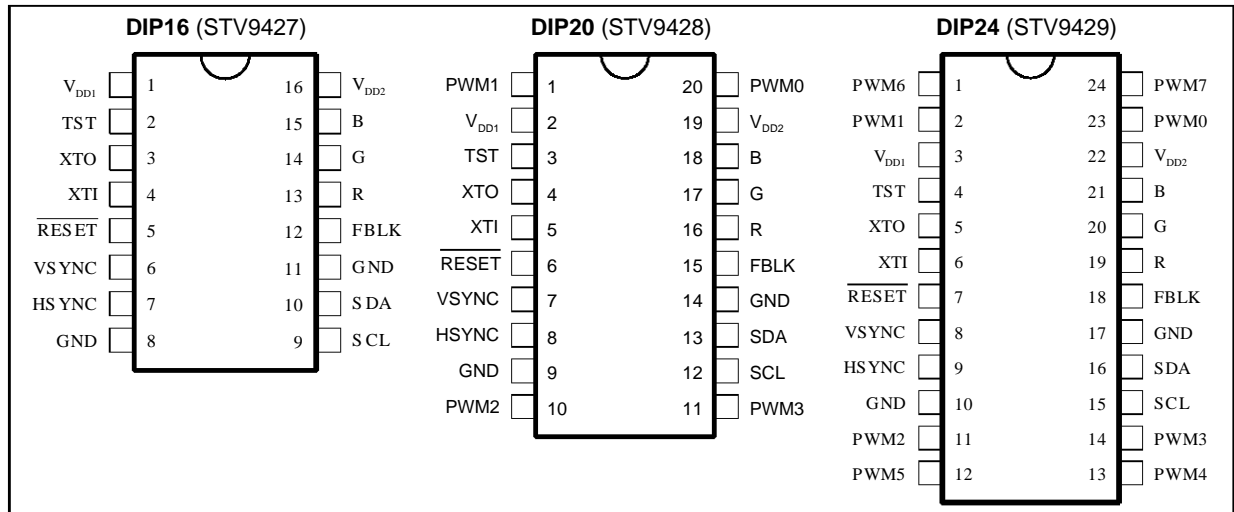 DIP16 (STV9427)
VDD1 1 16 VDD2
TST 2 15 B
XTO 3 14 G
XTI 4 13 R
RESET 5 12 FBLK
VSYNC 6 11 GND
HSYNC 7 10 SDA
GND 8 9 SCL
DIP20 (STV9428)
PWM1 1 20 PWM0
VDD1 2 19 VDD2
TST 3 18 B
XTO 4 17 G
XTI 5 16 R
RESET 6 15 FBLK
VSYNC 7 14 GND
HSYNC 8 13 SDA
GND 9 12 SCL
PWM2 10 11 PWM3
DIP24 (STV9429)
PWM6 1 24 PWM7
PWM1 2 23 PWM0
VDD1 3 22 VDD2
TST 4 21 B
XTO 5 20 G
XTI 6 19 R
RESET 7 18 FBLK
VSYNC 8 17 GND
HSYNC 9 16 SDA
GND 10 15 SCL
PWM2 11 14 PWM3
PWM5 12 13 PWM4